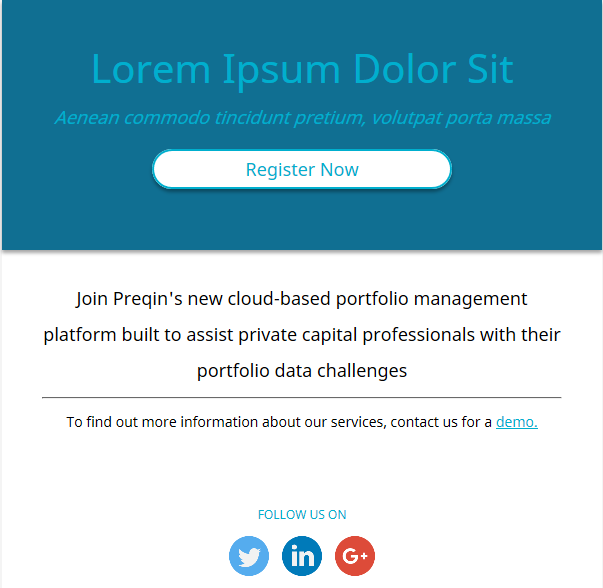 Lorem Ipsum Dolor Sit
Aenean commodo tincidunt pretium, volutpat porta massa
Register Now
Join Preqin's new cloud-based portfolio management
platform built to assist private capital professionals with their
portfolio data challenges
To find out more information about our services, contact us for a demo.
FOLLOW US ON
in
G+